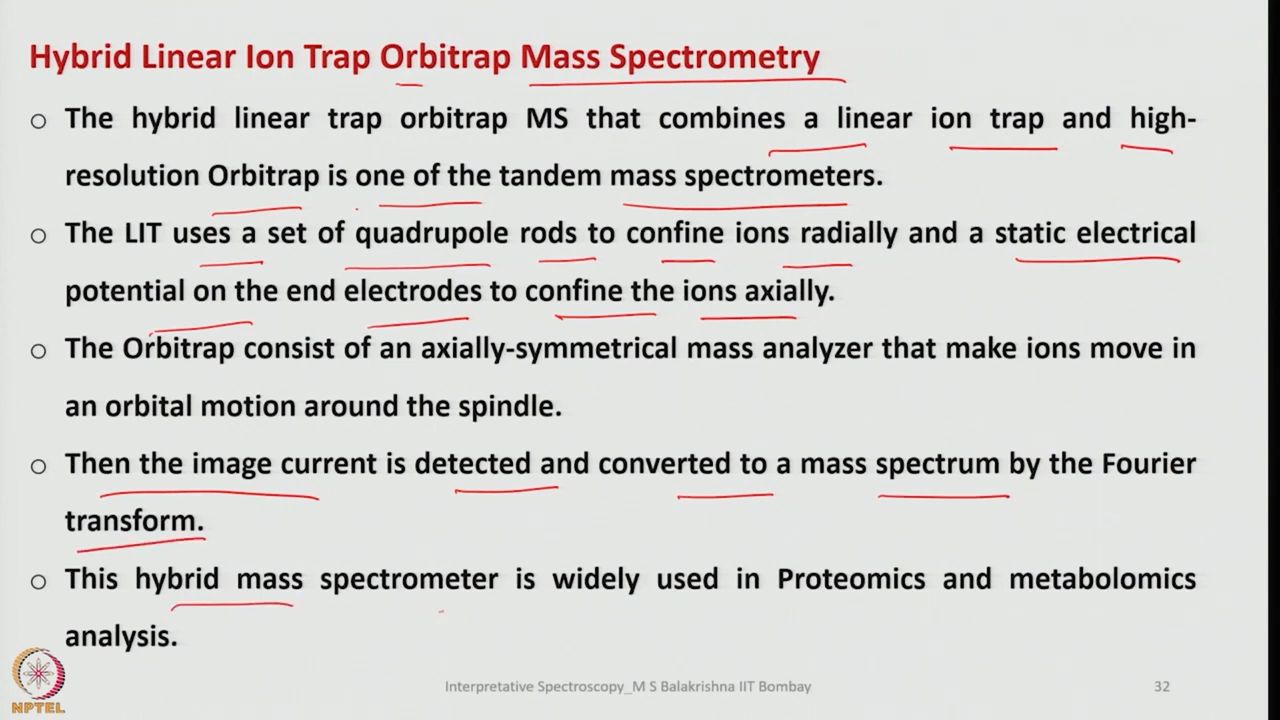 Hybrid Linear Ion Trap Orbitrap Mass Spectrometry
o The hybrid linear trap orbitrap MS that combines a linear ion trap and high-
resolution Orbitrap is one of the tandem mass spectrometers.
o The LIT uses a set of quadrupole rods to confine ions radially and a static electrical
potential on the end electrodes to confine the ions axially.
o The Orbitrap consist of an axially-symmetrical mass analyzer that make ions move in
an orbital motion around the spindle.
o Then the image current is detected and converted to a mass spectrum by the Fourier
transform.
o This hybrid mass spectrometer is widely used in Proteomics and metabolomics
analysis.
NPTEL
Interpretative Spectroscopy_M S Balakrishna IIT Bombay
32